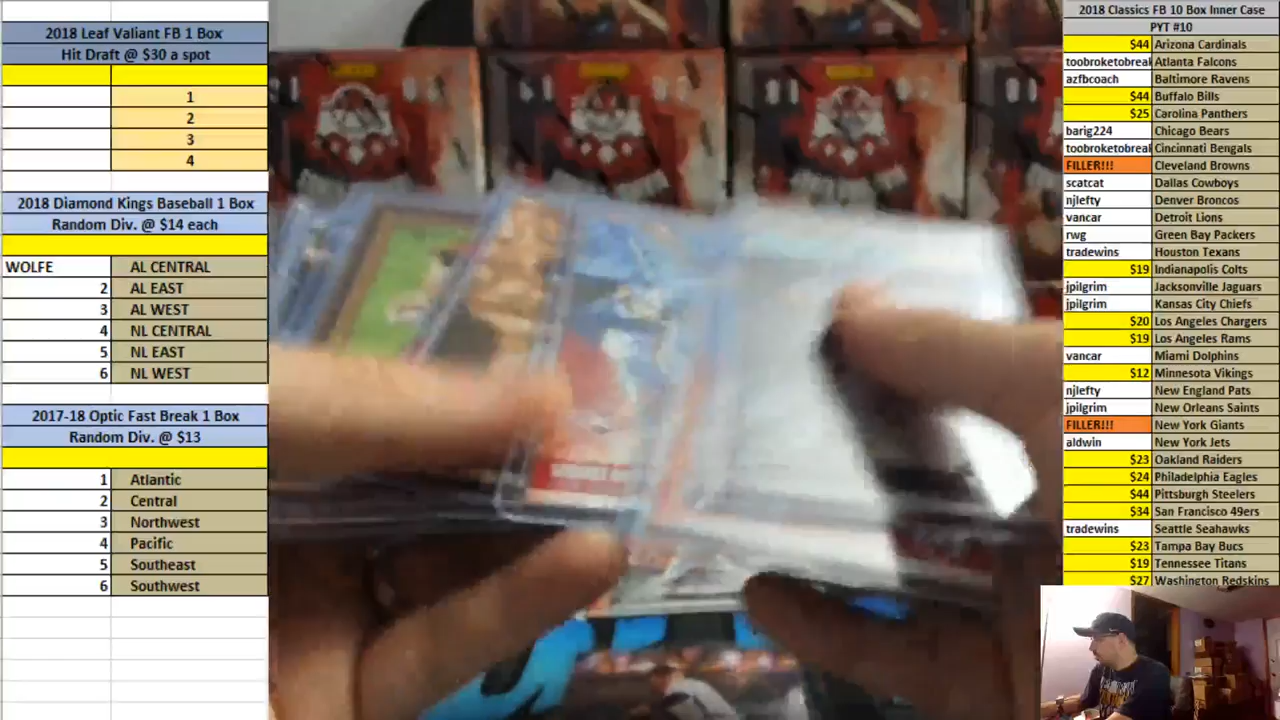 2018 Leaf Valiant FB 1 Box
Hit Draft @ $30 a spot
1
2
3
4
2018 Diamond Kings Baseball 1 Box
Random Div. @ $14 each
WOLFE AL CENTRAL
2 AL EAST
3 AL WEST
4 NL CENTRAL
5 NL EAST
6 NL WEST
2017-18 Optic Fast Break 1 Box
Random Div. @ $13
1 Atlantic
2 Central
3 Northwest
4 Pacific
5 Southeast
6 Southwest
2018 Classics FB 10 Box Inner Case
PYT #10
$44 Arizona Cardinals
toobroketobreak Atlanta Falcons
azfbcoach Baltimore Ravens
$44 Buffalo Bills
$25 Carolina Panthers
barig224 Chicago Bears
toobroketobreak Cincinnati Bengals
FILLER!!! Cleveland Browns
scatcat Dallas Cowboys
njlefty Denver Broncos
vancar Detroit Lions
rwg Green Bay Packers
tradewins Houston Texans
$19 Indianapolis Colts
jpilgrim Jacksonville Jaguars
jpilgrim Kansas City Chiefs
$20 Los Angeles Chargers
$19 Los Angeles Rams
vancar Miami Dolphins
$12 Minnesota Vikings
njlefty New England Pats
jpilgrim New Orleans Saints
FILLER!!! New York Giants
aldwin New York Jets
$23 Oakland Raiders
$24 Philadelphia Eagles
$44 Pittsburgh Steelers
$34 San Francisco 49ers
tradewins Seattle Seahawks
$23 Tampa Bay Bucs
$19 Tennessee Titans
$27 Washington Redskins